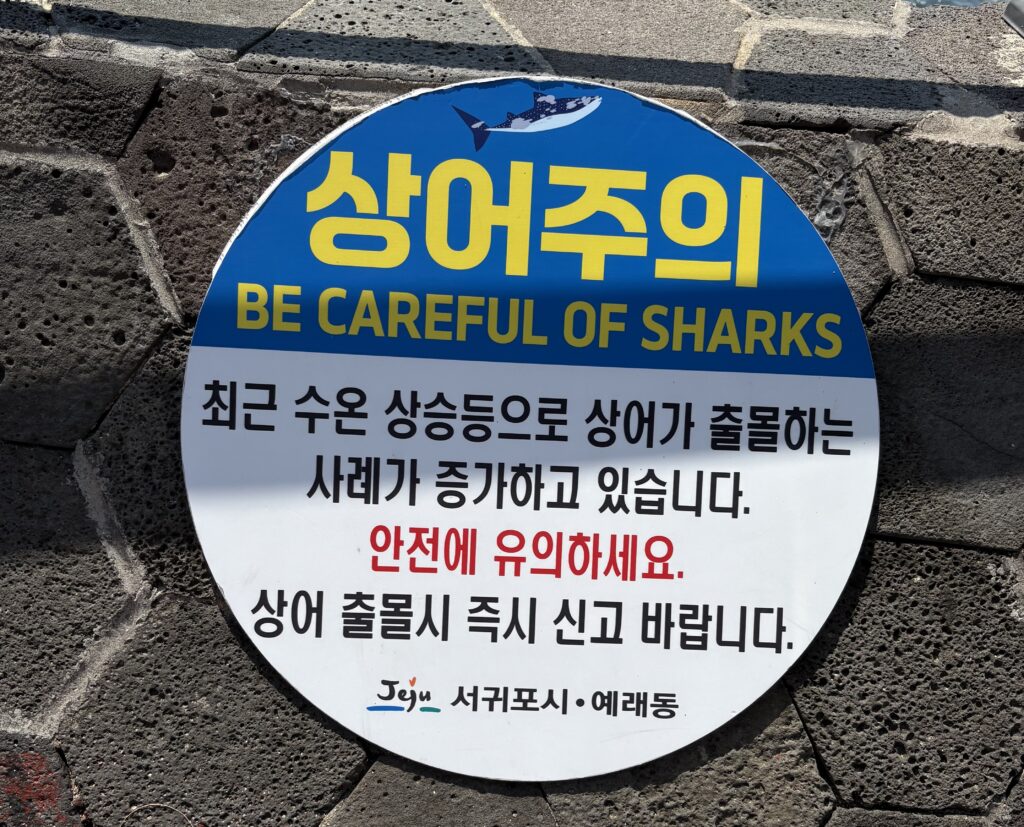 상어주의
BE CAREFUL OF SHARKS
최근 수온 상승등으로 상어가 출몰하는
사례가 증가하고 있습니다.
안전에 유의하세요.
상어 출몰시 즉시 신고 바랍니다.
Jeju 서귀포시•예래동